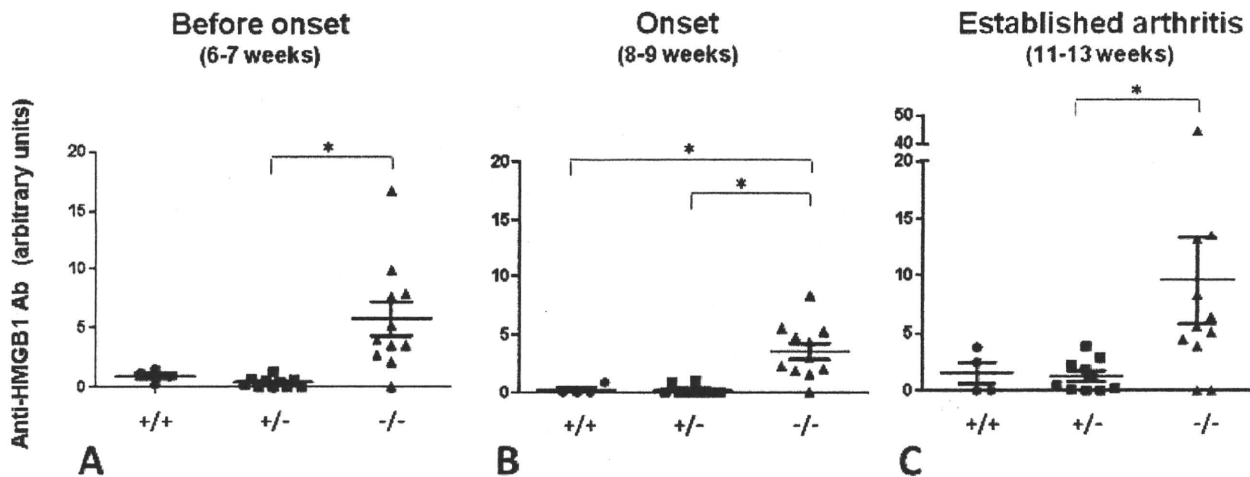 Before onset
(6-7 weeks)
Onset
(8-9 weeks)
Established arthritis
(11-13 weeks)
Anti-HMGB1 Ab (arbitrary units)
*
20
15
10
5
0
+/+ +/- -/-
A
*
*
20
15
10
5
0
+/+ +/- -/-
B
*
50
40
20
15
10
5
0
+/+ +/- -/-
C